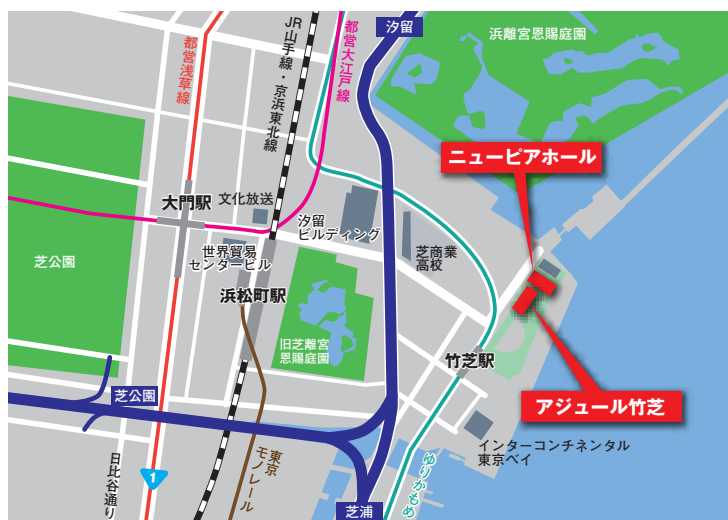 汐留
浜離宮恩賜庭園
都営浅草線
JR山手線・京浜東北線
都営大江戸線
ニューピアホール
大門駅
文化放送
汐留
ビルディング
芝商業
高校
世界貿易
センタービル
芝公園
浜松町駅
旧芝離宮
恩賜庭園
竹芝駅
アジュール竹芝
芝公園
インターコンチネンタル
東京ベイ
日比谷通り
1
東京
モノレール
ゆりかもめ
芝浦